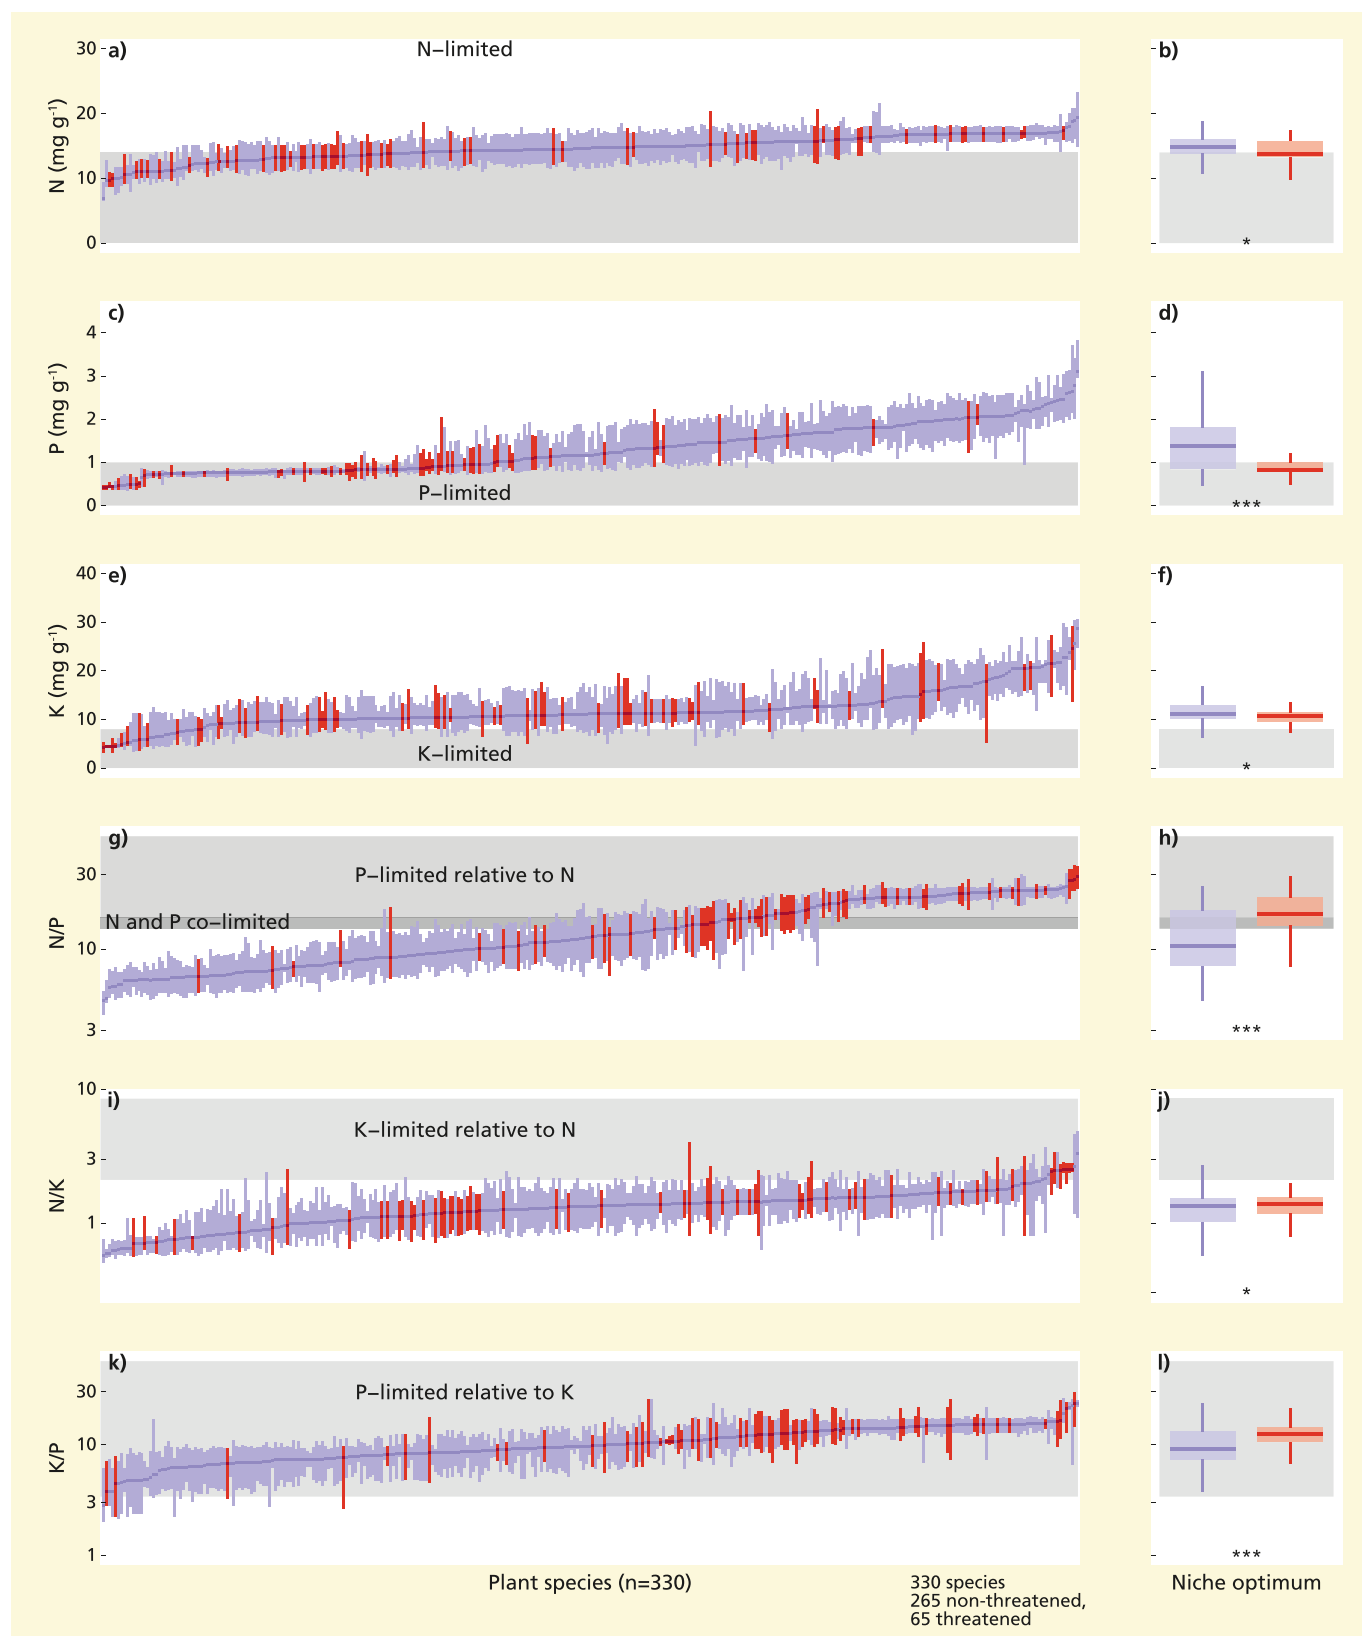 a)
N–limited
b)
30
20
10
0
N (mg g-1)
*
c)
d)
4
3
2
1
0
P (mg g-1)
P–limited
***
e)
f)
40
30
20
10
0
K (mg g-1)
K–limited
*
g)
h)
30
10
3
N/P
P–limited relative to N
N and P co–limited
***
i)
j)
10
3
1
N/K
K–limited relative to N
*
k)
l)
30
10
3
1
K/P
P–limited relative to K
***
Plant species (n=330)
330 species
265 non-threatened,
65 threatened
Niche optimum